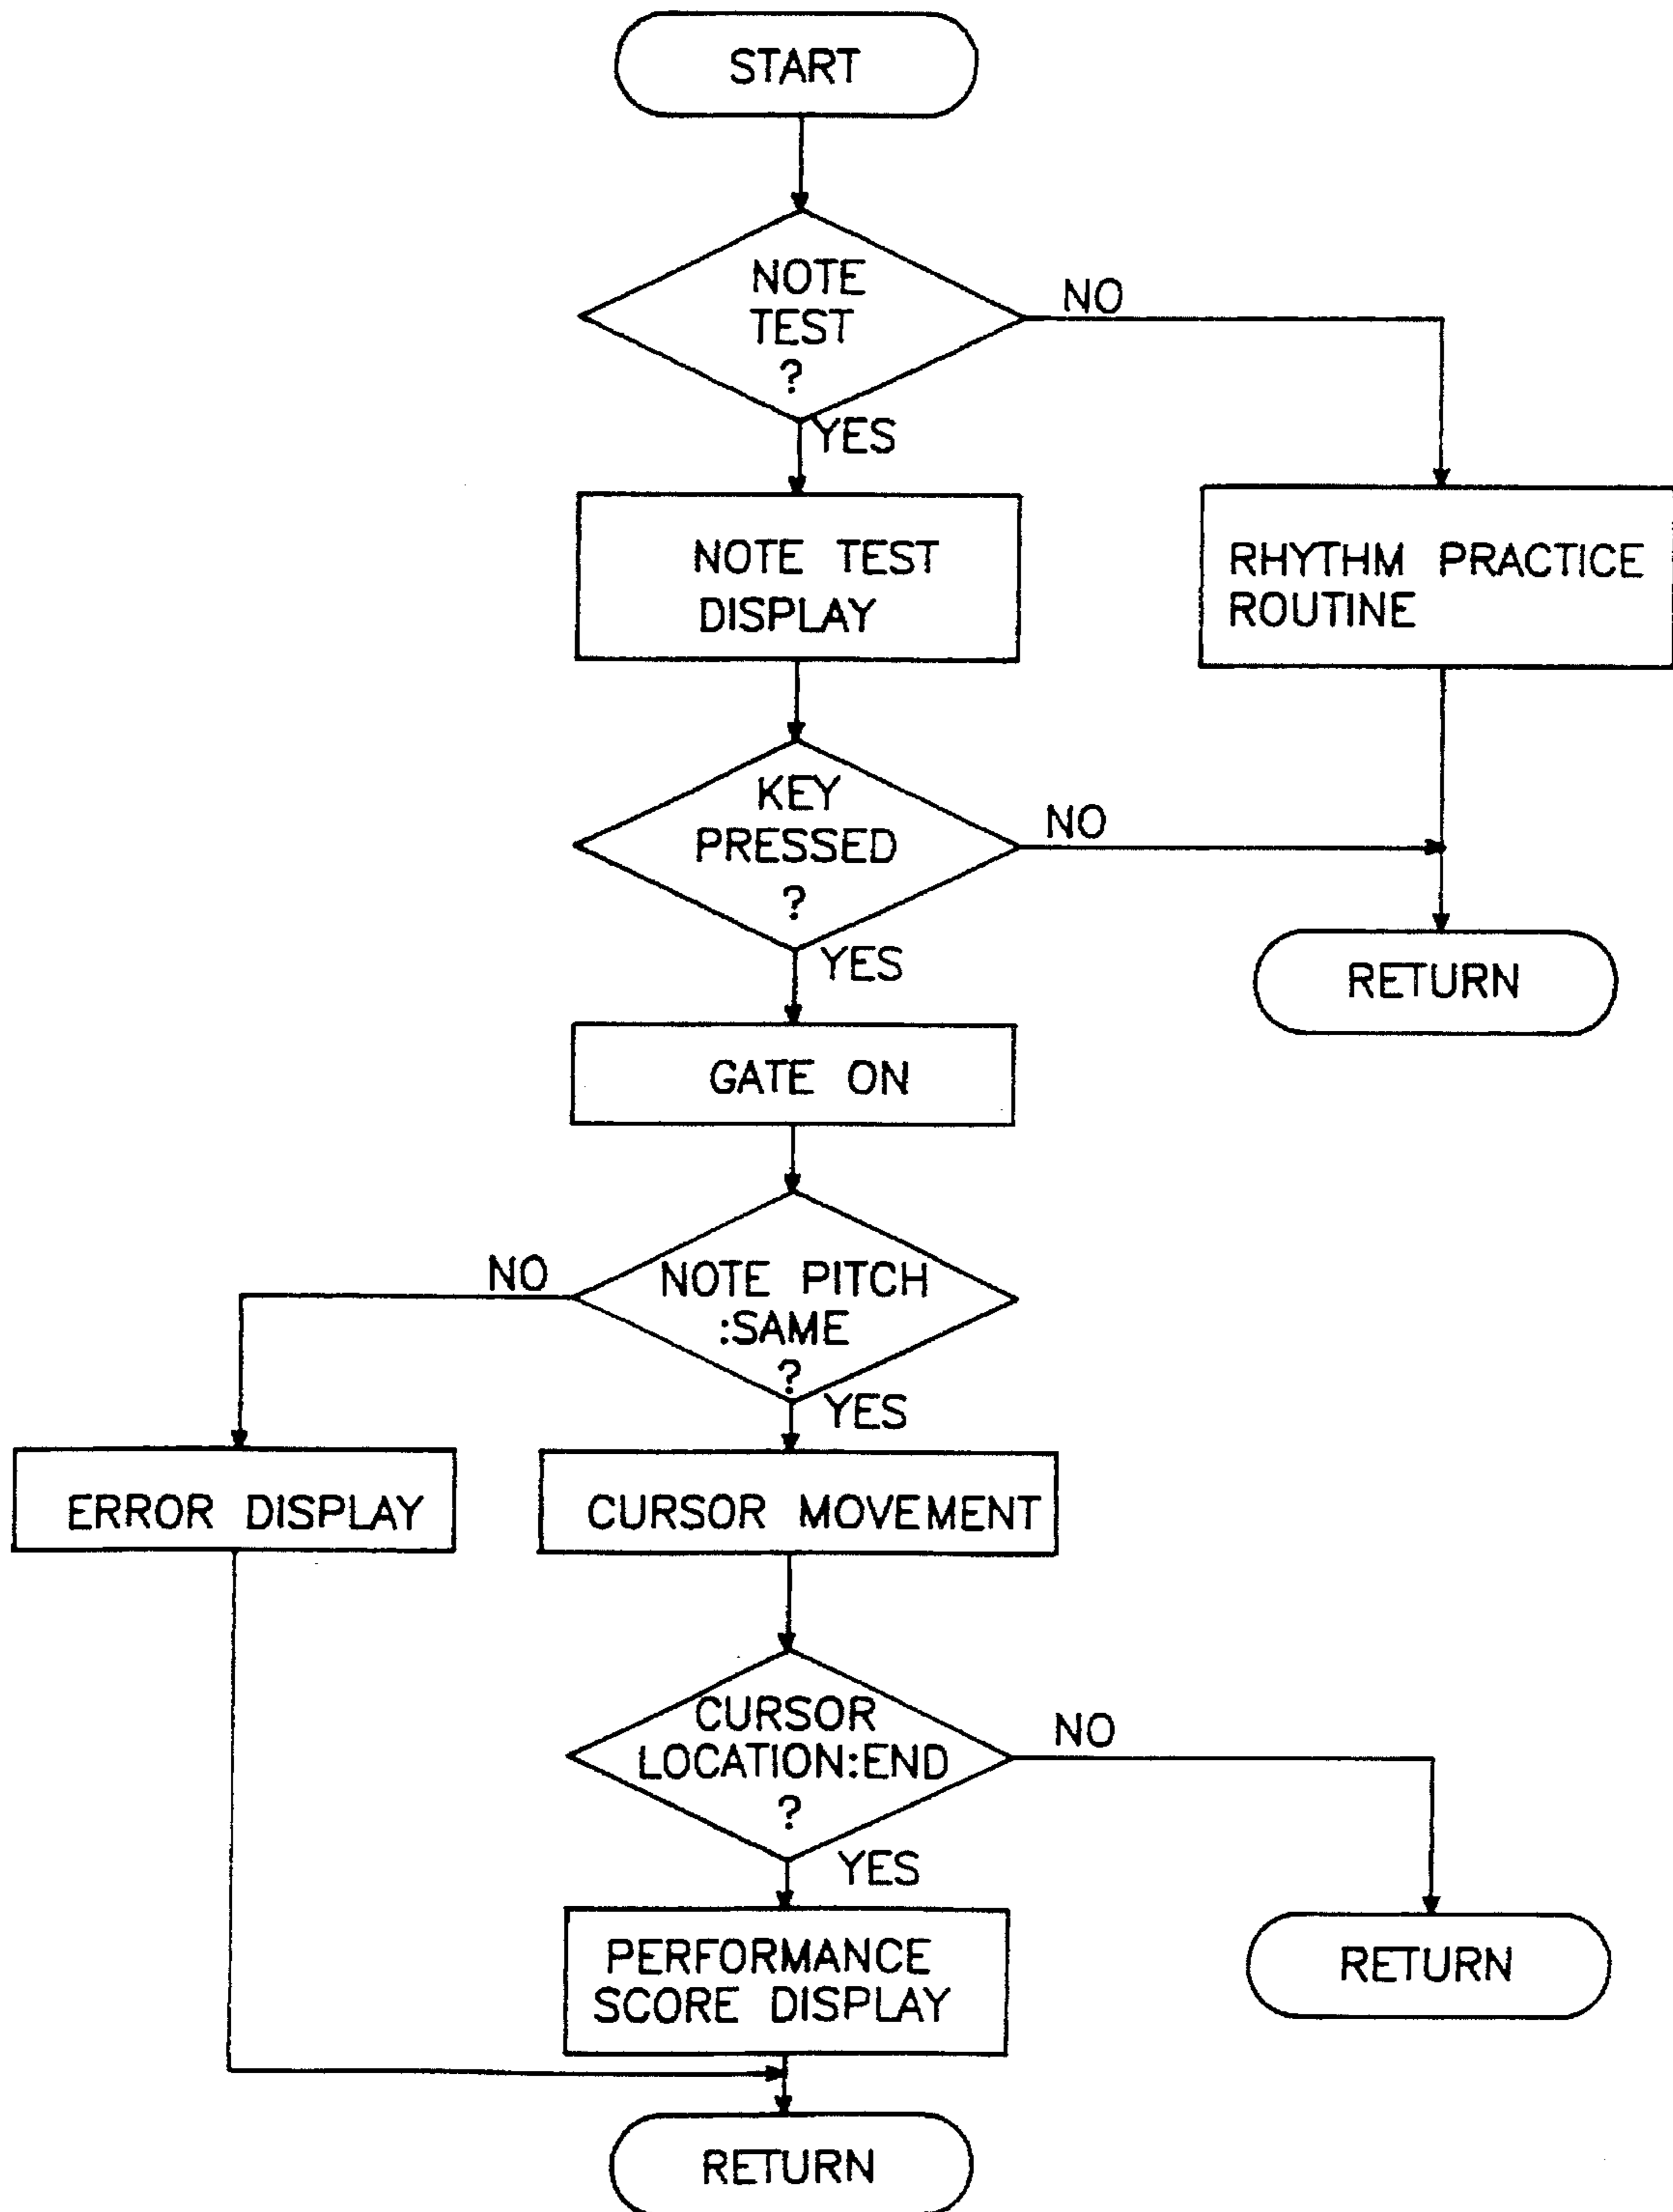 START
NOTE
TEST
?
NO
YES
NOTE TEST
DISPLAY
RHYTHM PRACTICE
ROUTINE
KEY
PRESSED
?
NO
YES
RETURN
GATE ON
NOTE PITCH
:SAME
?
NO
YES
ERROR DISPLAY
CURSOR MOVEMENT
CURSOR
LOCATION:END
?
NO
YES
PERFORMANCE
SCORE DISPLAY
RETURN
RETURN